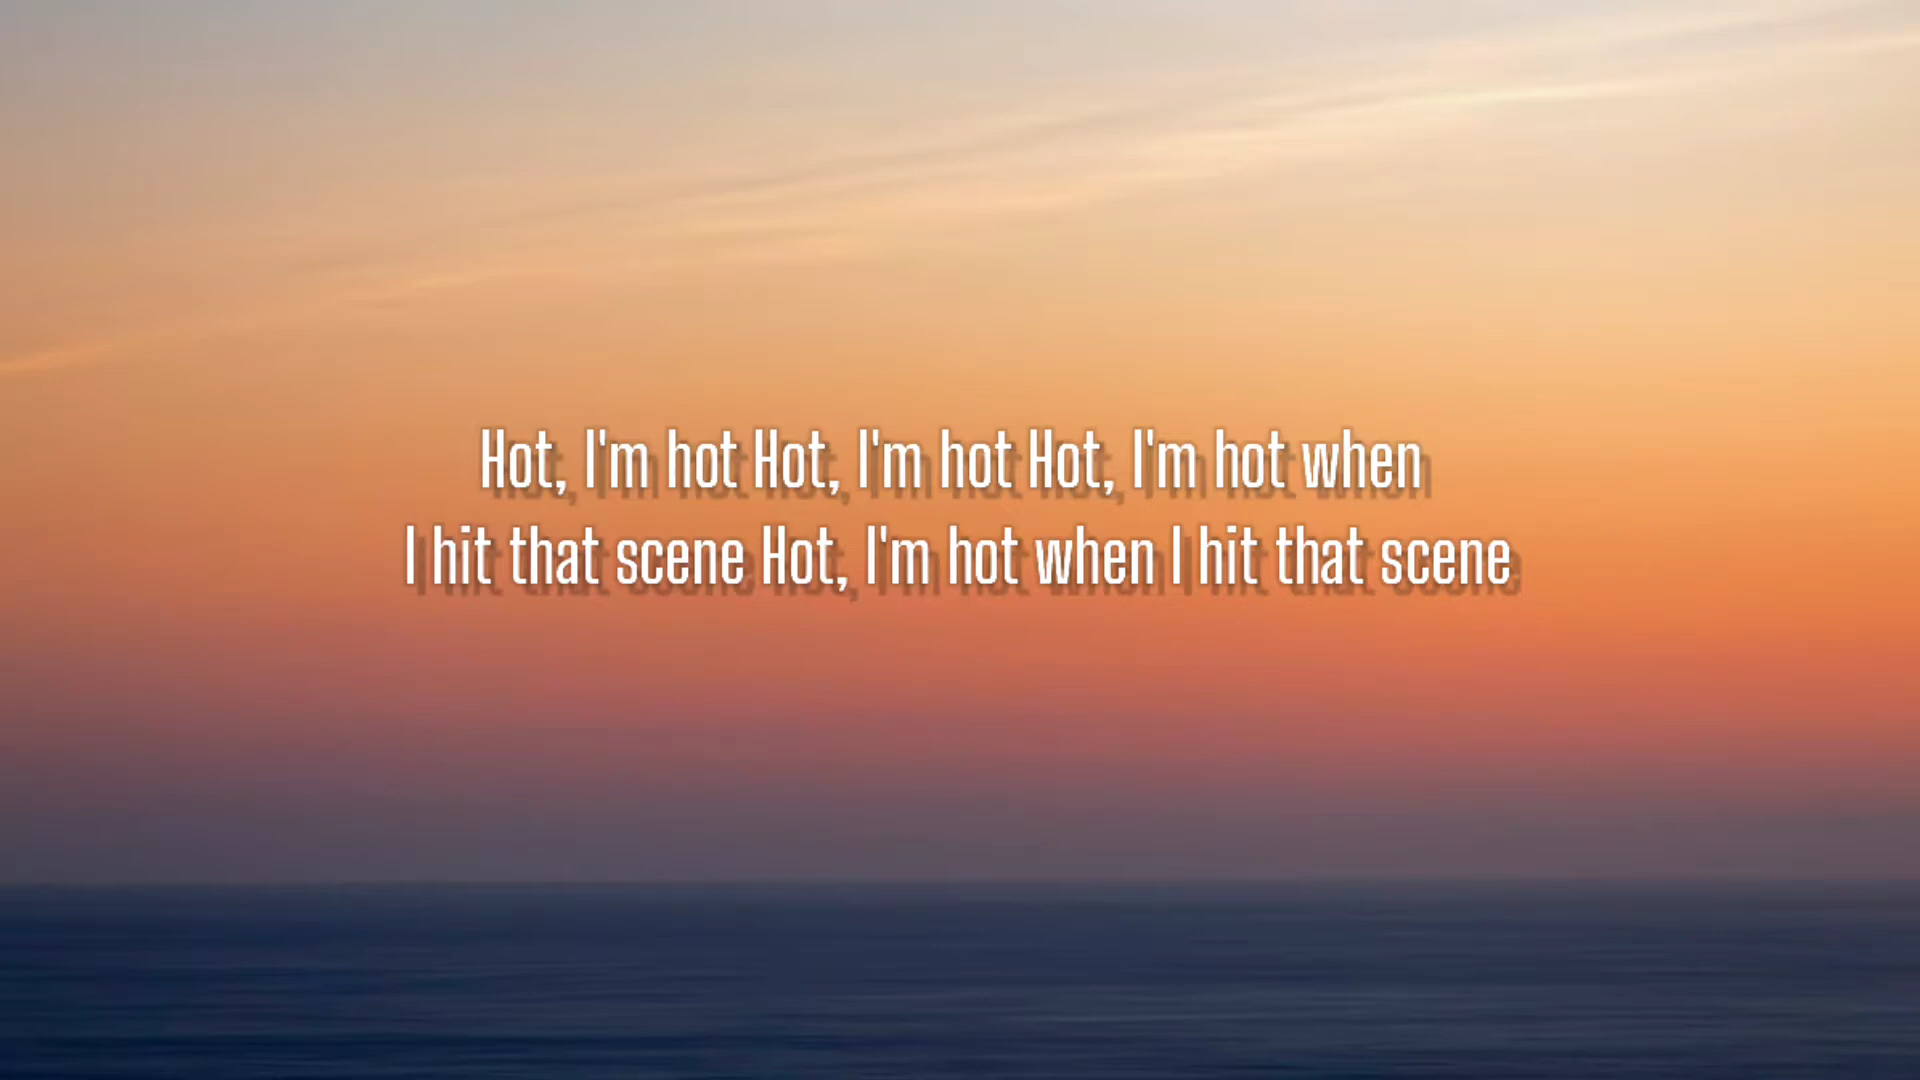 Hot, I'm hot Hot, I'm hot Hot, I'm hot when
I hit that scene Hot, I'm hot when I hit that scene